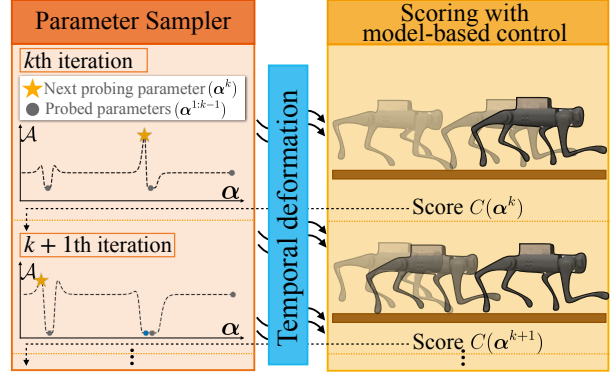 Parameter Sampler
kth iteration
Next probing parameter (α^k)
Probed parameters (α^{1:k−1})
𝒜
α
k + 1th iteration
𝒜
α
Temporal deformation
Scoring with
model-based control
Score C(α^k)
Score C(α^{k+1})